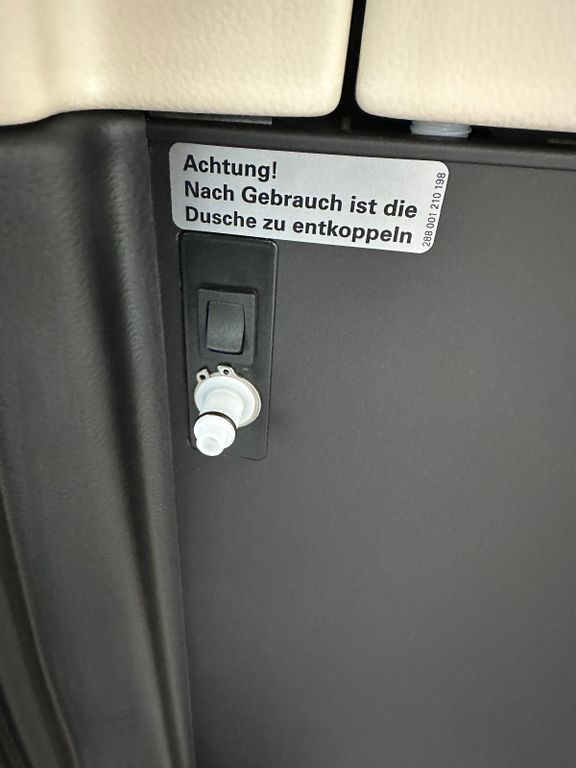 Achtung!
Nach Gebrauch ist die
Dusche zu entkoppeln
288 001 210 198